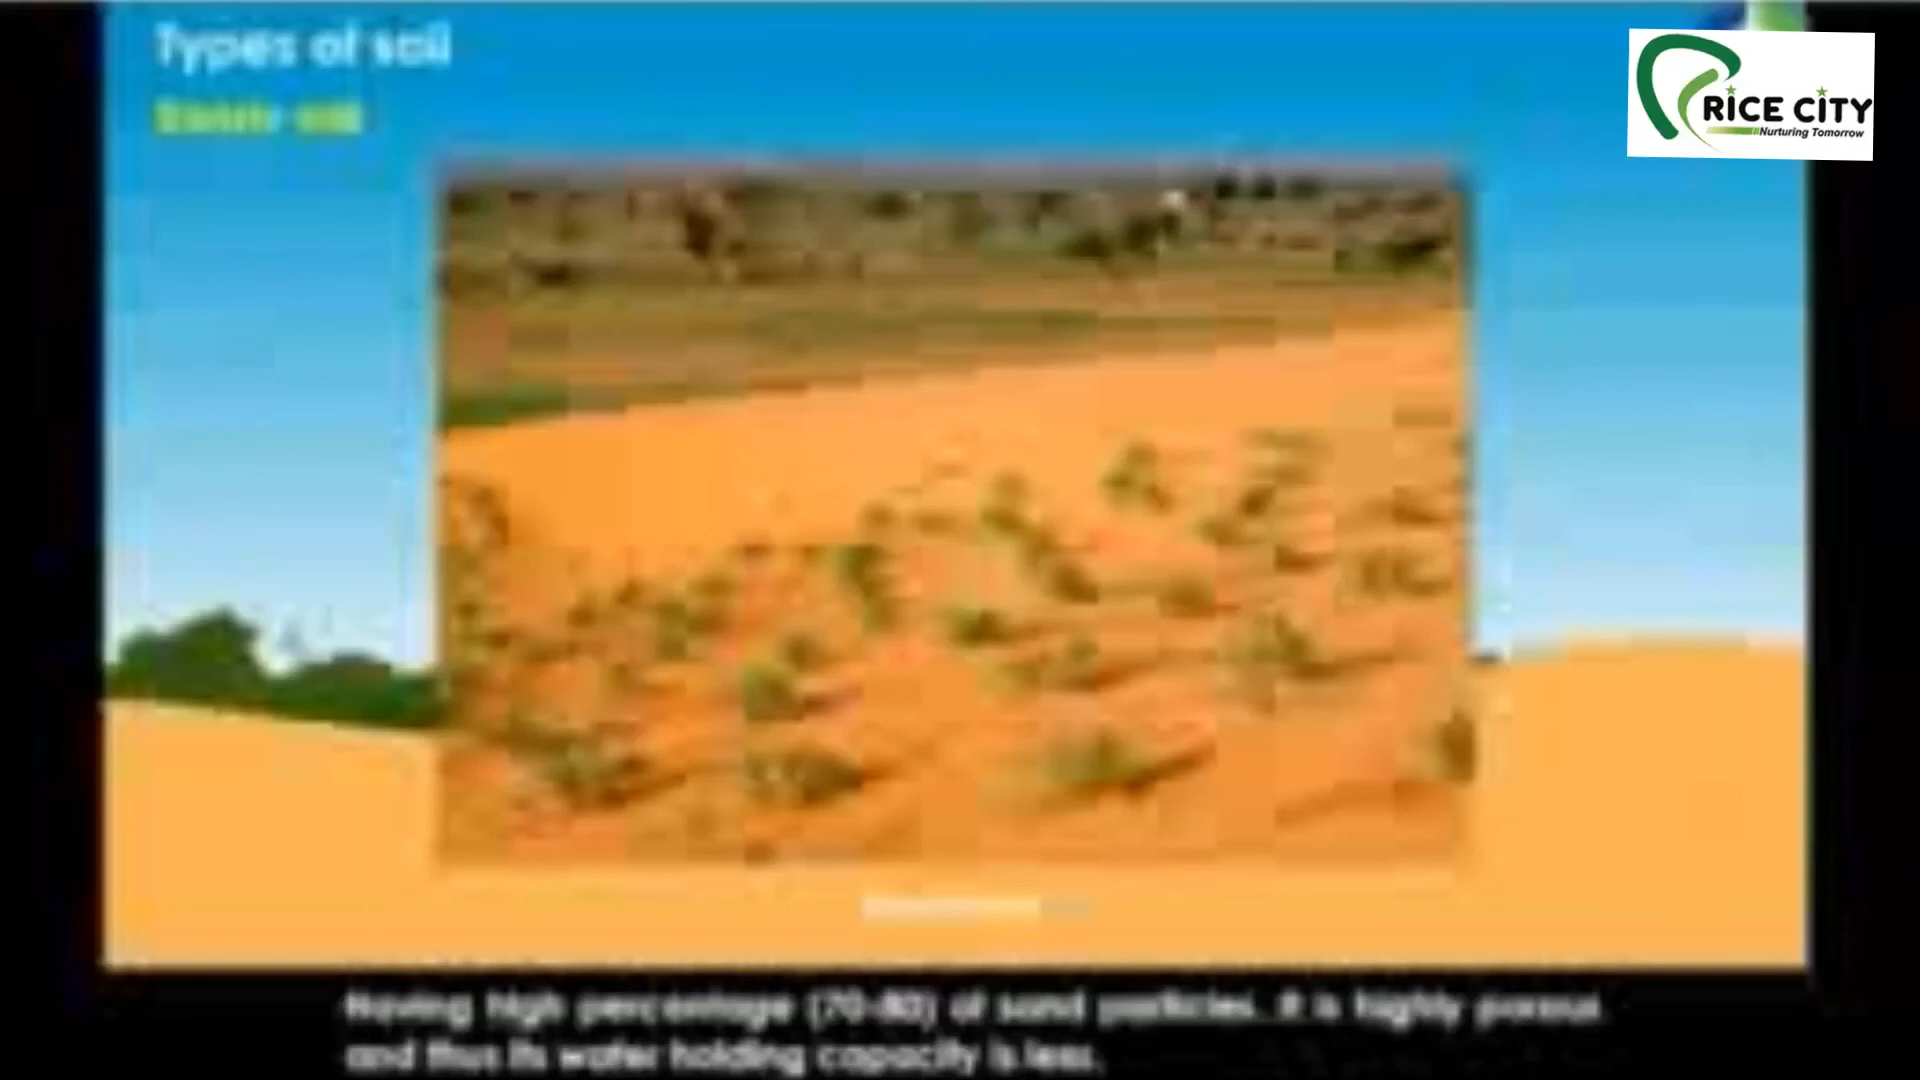 Types of soil
Sandy soil
RICE CITY
Nurturing Tomorrow
Having high percentage (70-80) of sand particles. It is highly porous
and thus its water holding capacity is less.